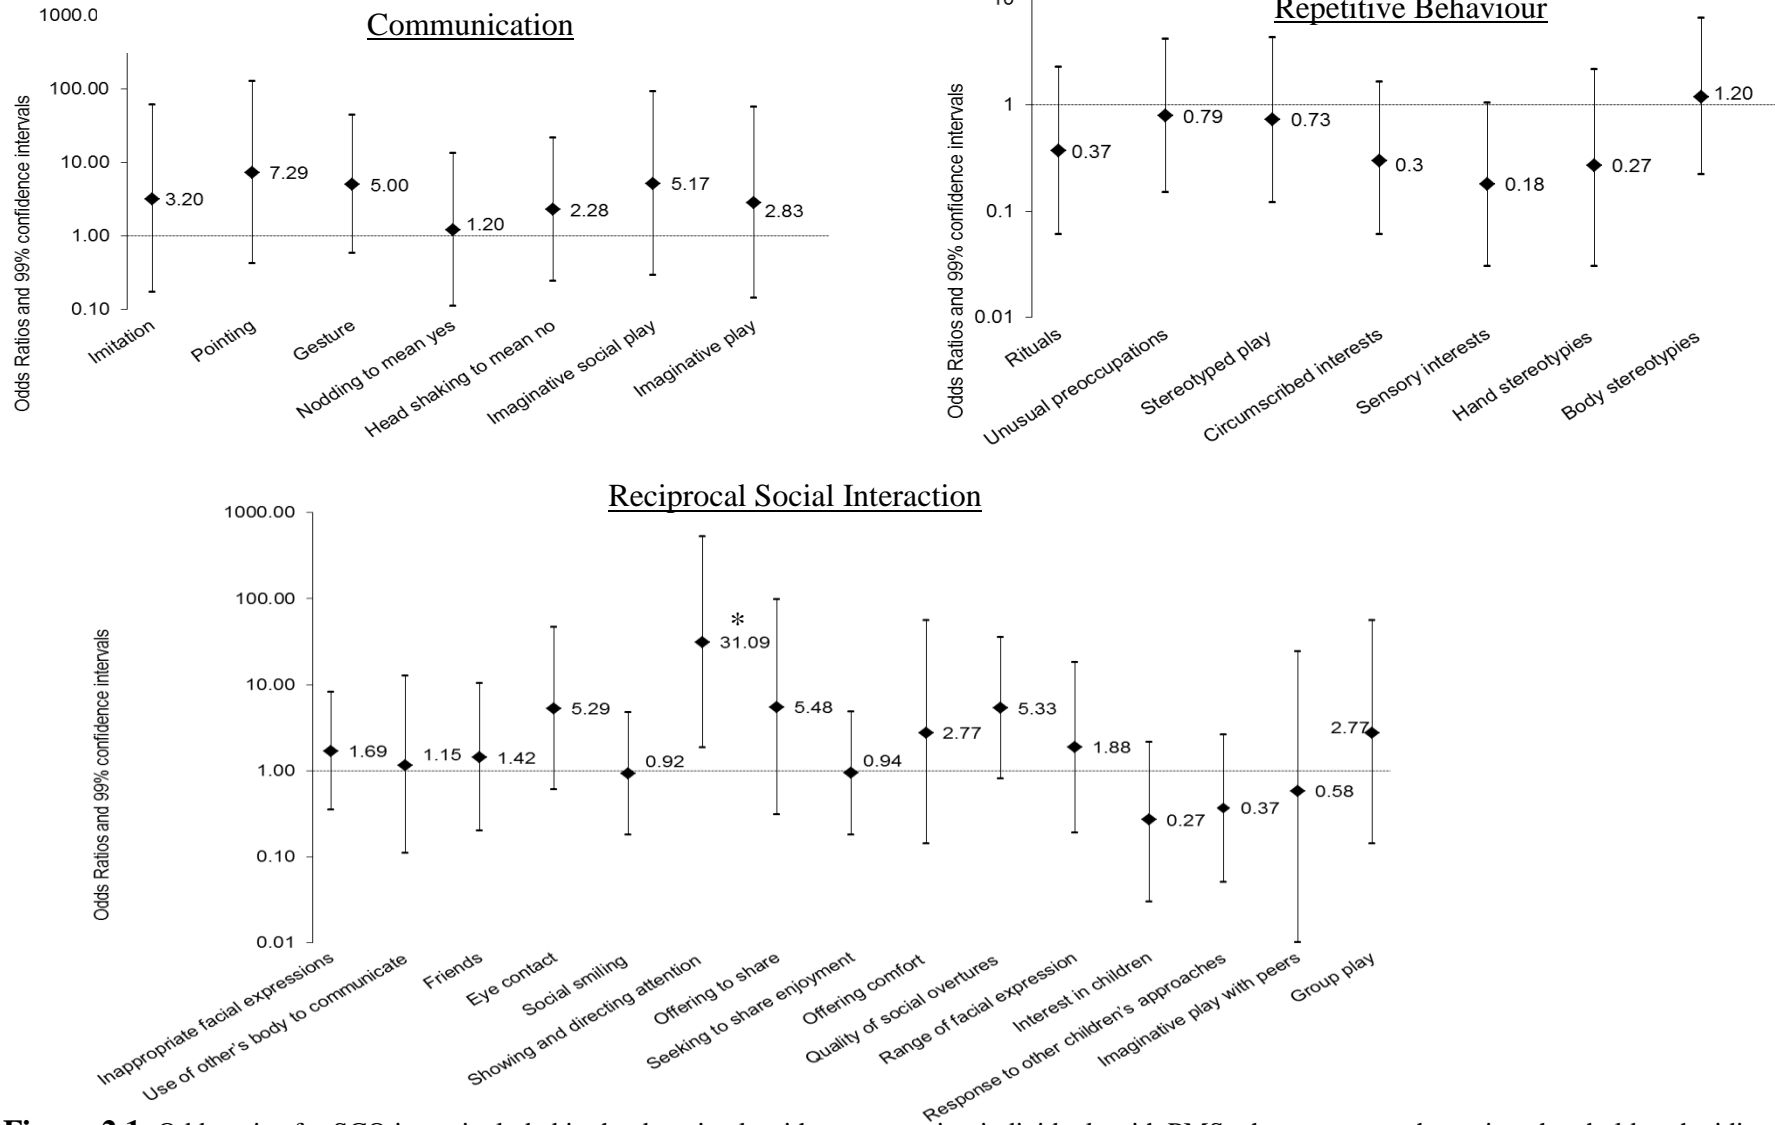 Communication
Odds Ratios and 99% confidence intervals
1000.0
100.00
10.00
1.00
0.10
3.20
7.29
5.00
1.20
2.28
5.17
2.83
Imitation
Pointing
Gesture
Nodding to mean yes
Head shaking to mean no
Imaginative social play
Imaginative play
Repetitive Behaviour
Odds Ratios and 99% confidence intervals
10
1
0.1
0.01
0.37
0.79
0.73
0.3
0.18
0.27
1.20
Rituals
Unusual preoccupations
Stereotyped play
Circumscribed interests
Sensory interests
Hand stereotypies
Body stereotypies
Reciprocal Social Interaction
Odds Ratios and 99% confidence intervals
1000.00
100.00
10.00
1.00
0.10
0.01
1.69
1.15
1.42
5.29
0.92
*
31.09
5.48
0.94
2.77
5.33
1.88
0.27
0.37
0.58
2.77
Inappropriate facial expressions
Use of other's body to communicate
Friends
Eye contact
Social smiling
Showing and directing attention
Offering to share
Seeking to share enjoyment
Offering comfort
Quality of social overtures
Range of facial expression
Interest in children
Response to other children's approaches
Imaginative play with peers
Group play